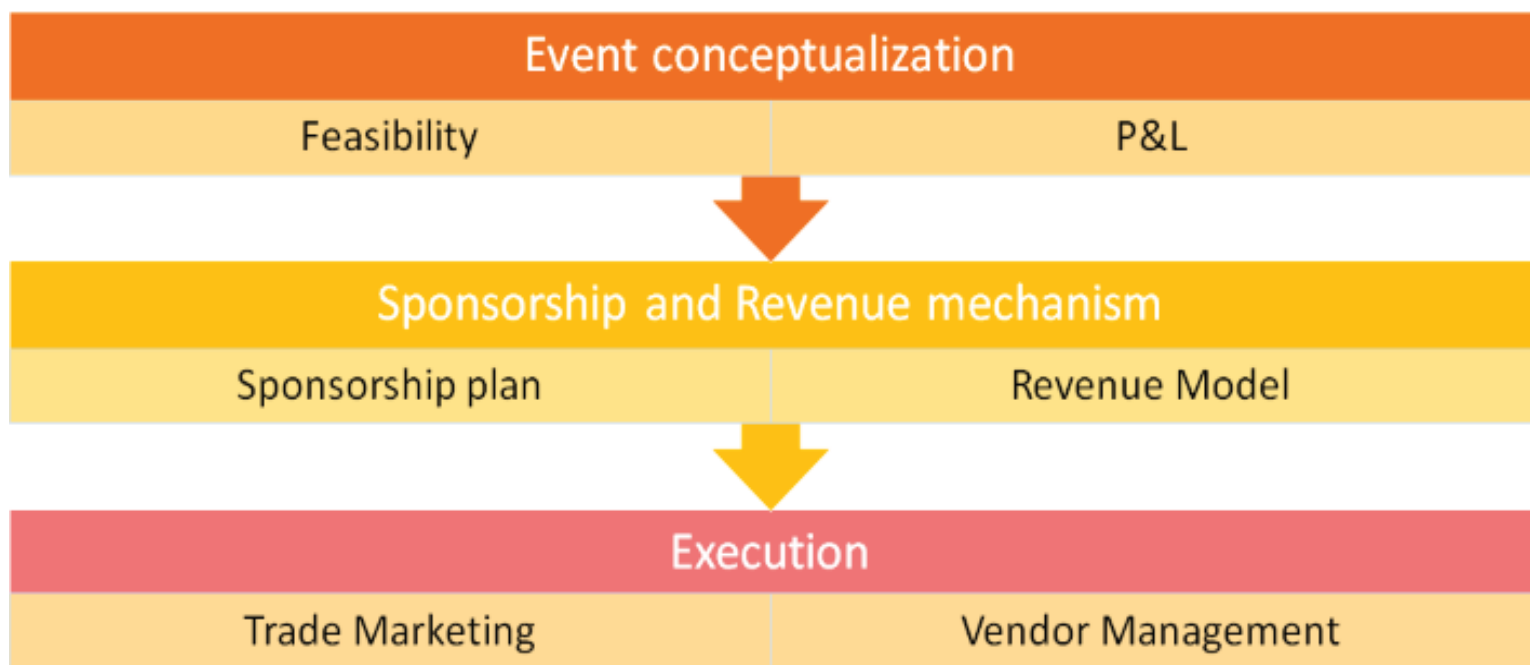 Event conceptualization
Feasibility
P&L
Sponsorship and Revenue mechanism
Sponsorship plan
Revenue Model
Execution
Trade Marketing
Vendor Management